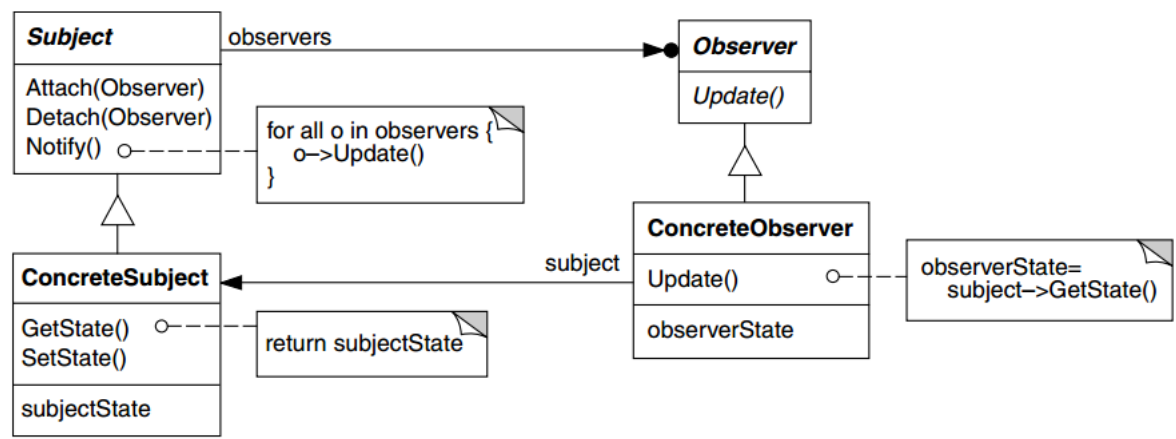 Subject
Attach(Observer)
Detach(Observer)
Notify()
observers
for all o in observers {
o–>Update()
}
Observer
Update()
ConcreteSubject
GetState()
SetState()
subjectState
return subjectState
subject
ConcreteObserver
Update()
observerState
observerState=
subject–>GetState()